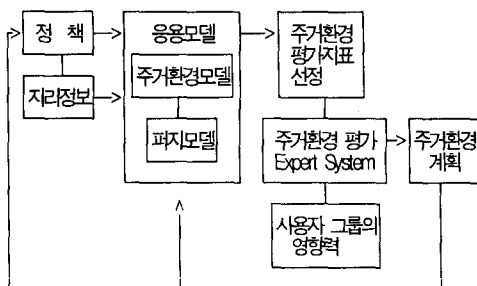 정 책
지리정보
응용모델
주거환경모델
퍼지모델
주거환경
평가지표
선정
주거환경 평가
Expert System
주거환경
계획
사용자 그룹의
영향력